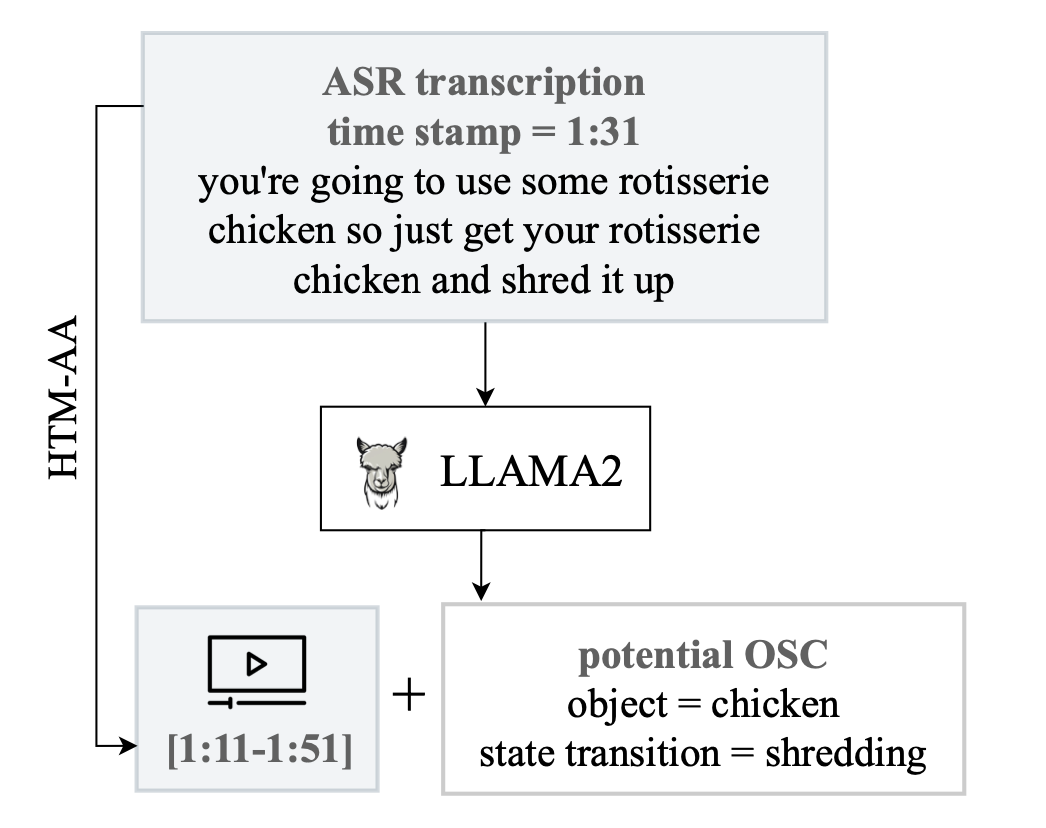 ASR transcription
time stamp = 1:31
you're going to use some rotisserie
chicken so just get your rotisserie
chicken and shred it up
HTM-AA
LLAMA2
[1:11-1:51]
+
potential OSC
object = chicken
state transition = shredding